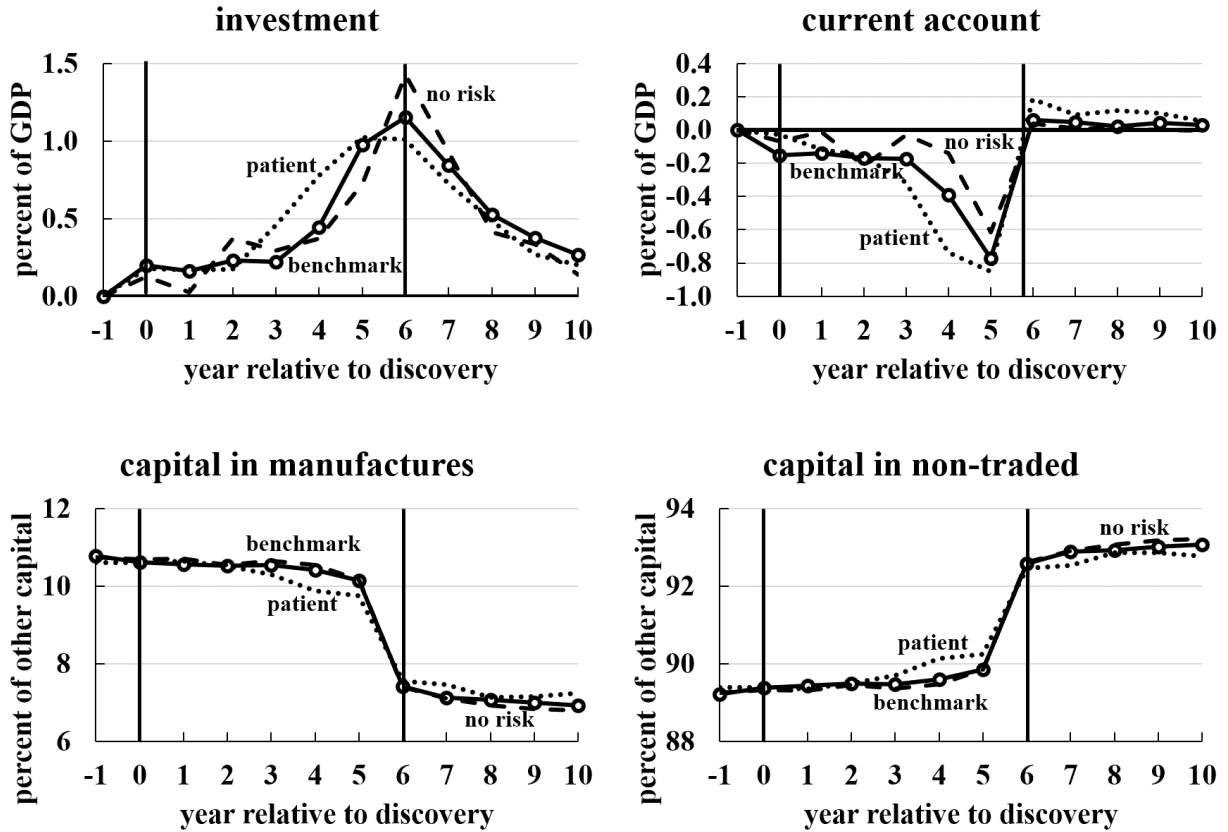 investment
percent of GDP
1.5
1.0
0.5
0.0
no risk
patient
benchmark
-1 0 1 2 3 4 5 6 7 8 9 10
year relative to discovery
current account
percent of GDP
0.4
0.2
0.0
-0.2
-0.4
-0.6
-0.8
-1.0
no risk
benchmark
patient
-1 0 1 2 3 4 5 6 7 8 9 10
year relative to discovery
capital in manufactures
percent of other capital
12
10
8
6
benchmark
patient
no risk
-1 0 1 2 3 4 5 6 7 8 9 10
year relative to discovery
capital in non-traded
percent of other capital
94
92
90
88
no risk
patient
benchmark
-1 0 1 2 3 4 5 6 7 8 9 10
year relative to discovery